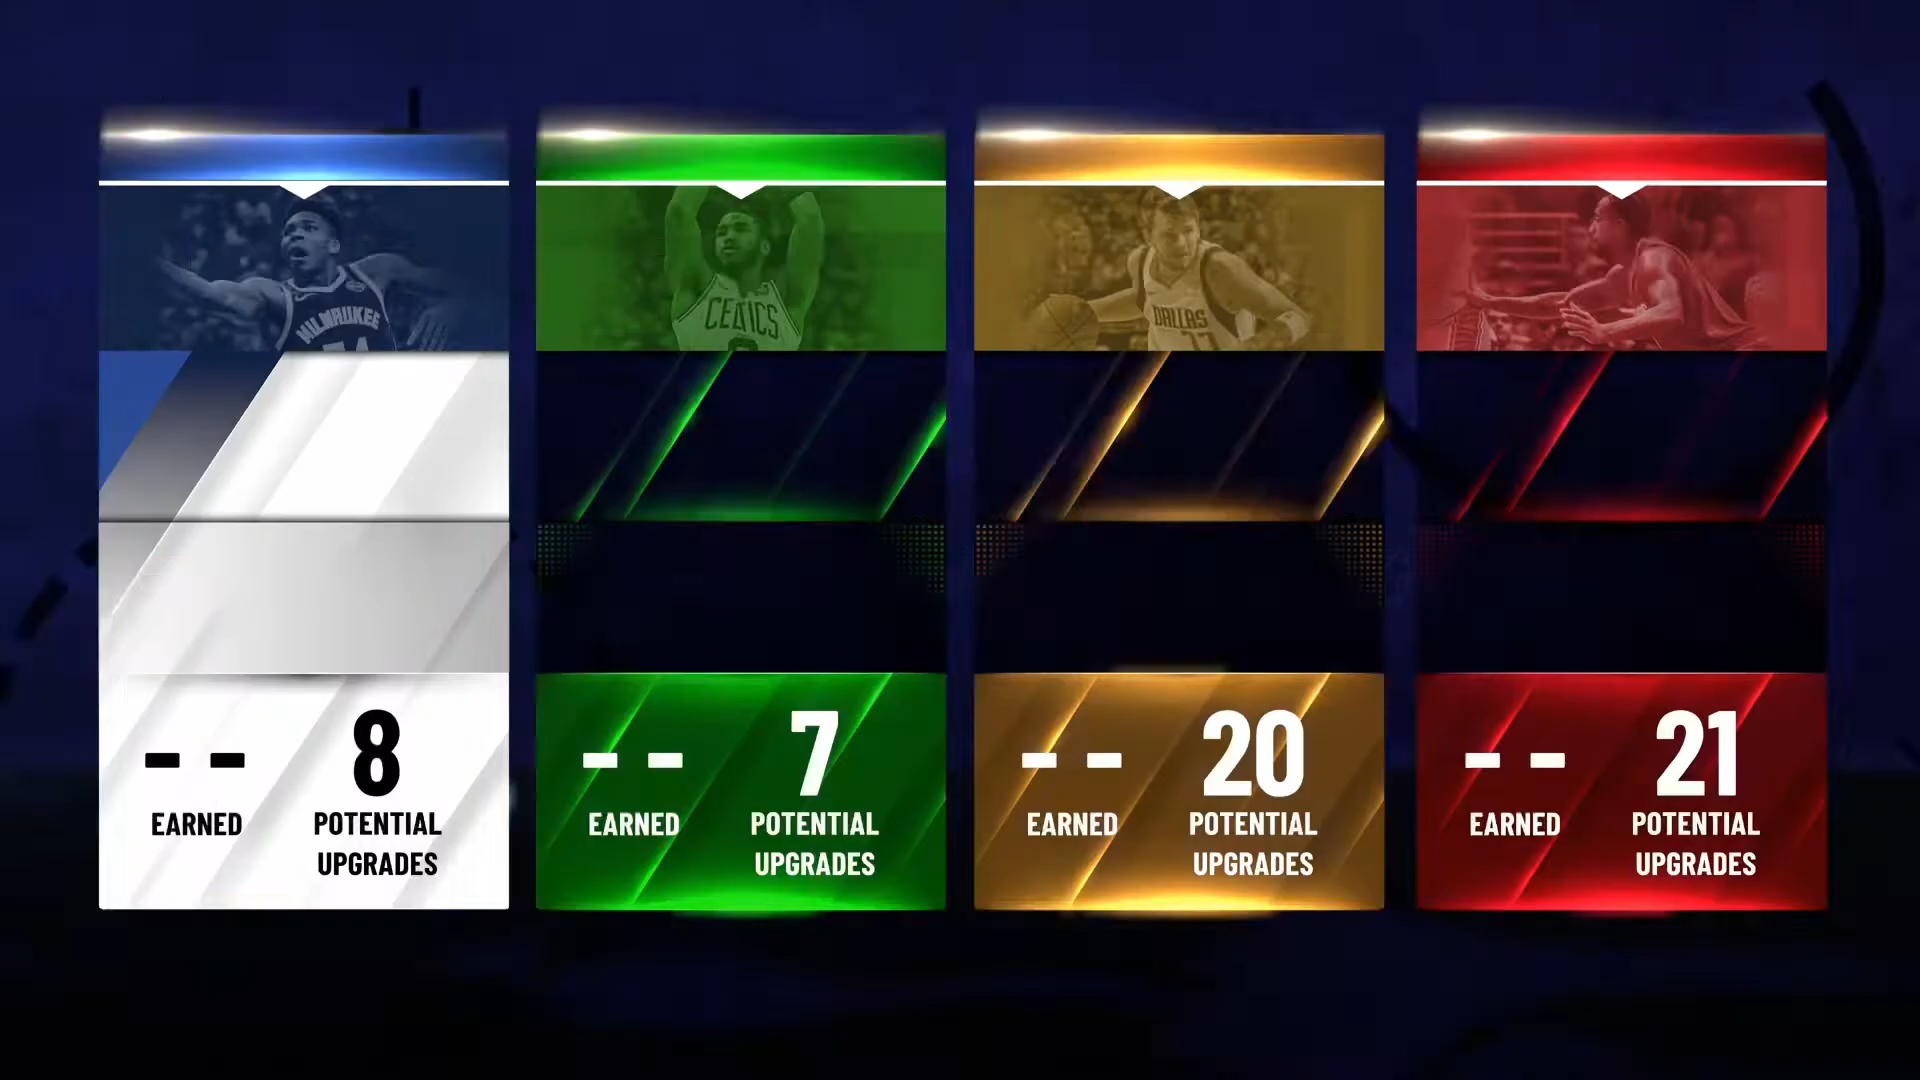 MILWAUKEE
CELTICS
DALLAS
-- 8
EARNED POTENTIAL
UPGRADES
-- 7
EARNED POTENTIAL
UPGRADES
-- 20
EARNED POTENTIAL
UPGRADES
-- 21
EARNED POTENTIAL
UPGRADES